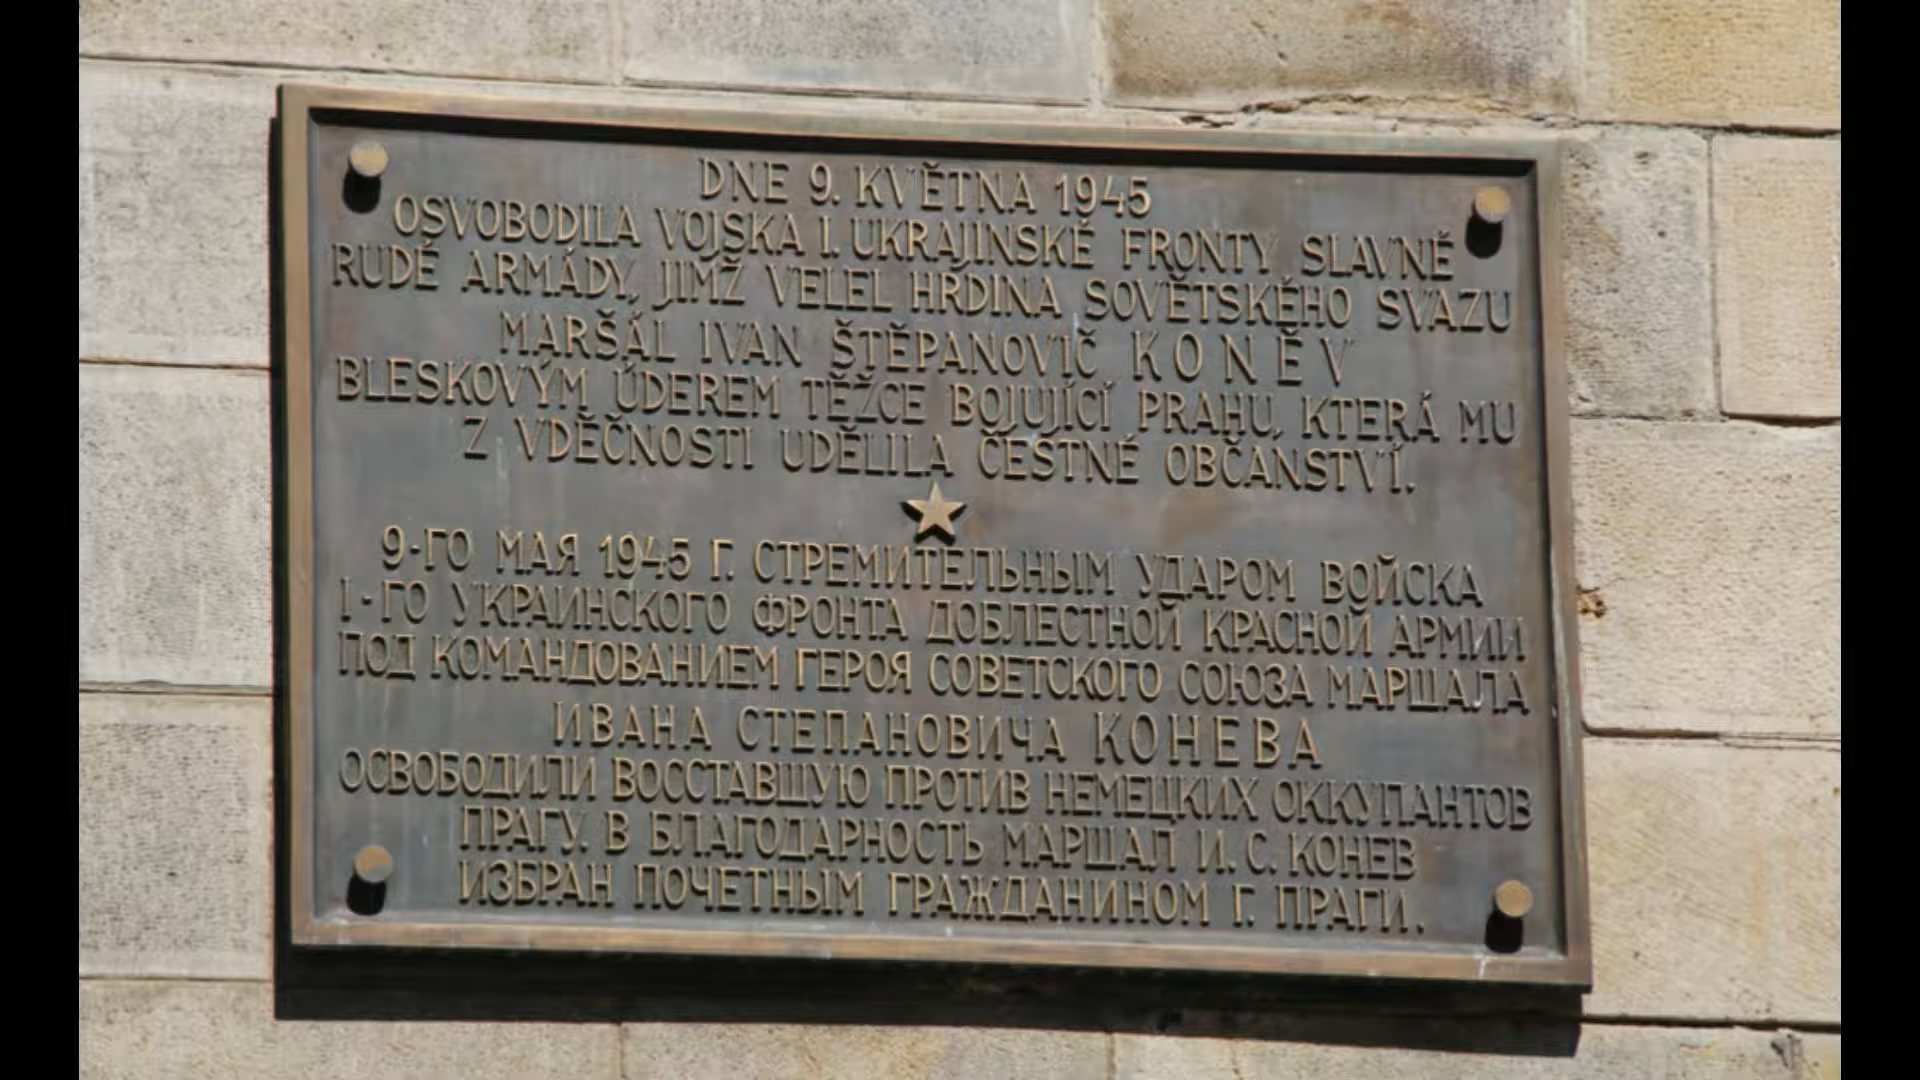 DNE 9. KVĚTNA 1945
OSVOBODILA VOJSKA 1. UKRAJINSKÉ FRONTY SLAVNÉ
RUDÉ ARMÁDY, JIMŽ VELEL HRDINA SOVĚTSKÉHO SVAZU
MARŠÁL IVAN ŠTĚPANOVIČ KONĚV
BLESKOVÝM ÚDEREM TĚŽCE BOJUJÍCÍ PRAHU, KTERÁ MU
Z VDĚČNOSTI UDĚLILA ČESTNÉ OBČANSTVÍ.
9-ГО МАЯ 1945 Г. СТРЕМИТЕЛЬНЫМ УДАРОМ ВОЙСКА
1-ГО УКРАИНСКОГО ФРОНТА ДОБЛЕСТНОЙ КРАСНОЙ АРМИИ
ПОД КОМАНДОВАНИЕМ ГЕРОЯ СОВЕТСКОГО СОЮЗА МАРШАЛА
ИВАНА СТЕПАНОВИЧА КОНЕВА
ОСВОБОДИЛИ ВОССТАВШУЮ ПРОТИВ НЕМЕЦКИХ ОККУПАНТОВ
ПРАГУ. В БЛАГОДАРНОСТЬ МАРШАЛ И. С. КОНЕВ
ИЗБРАН ПОЧЕТНЫМ ГРАЖДАНИНОМ Г. ПРАГИ.